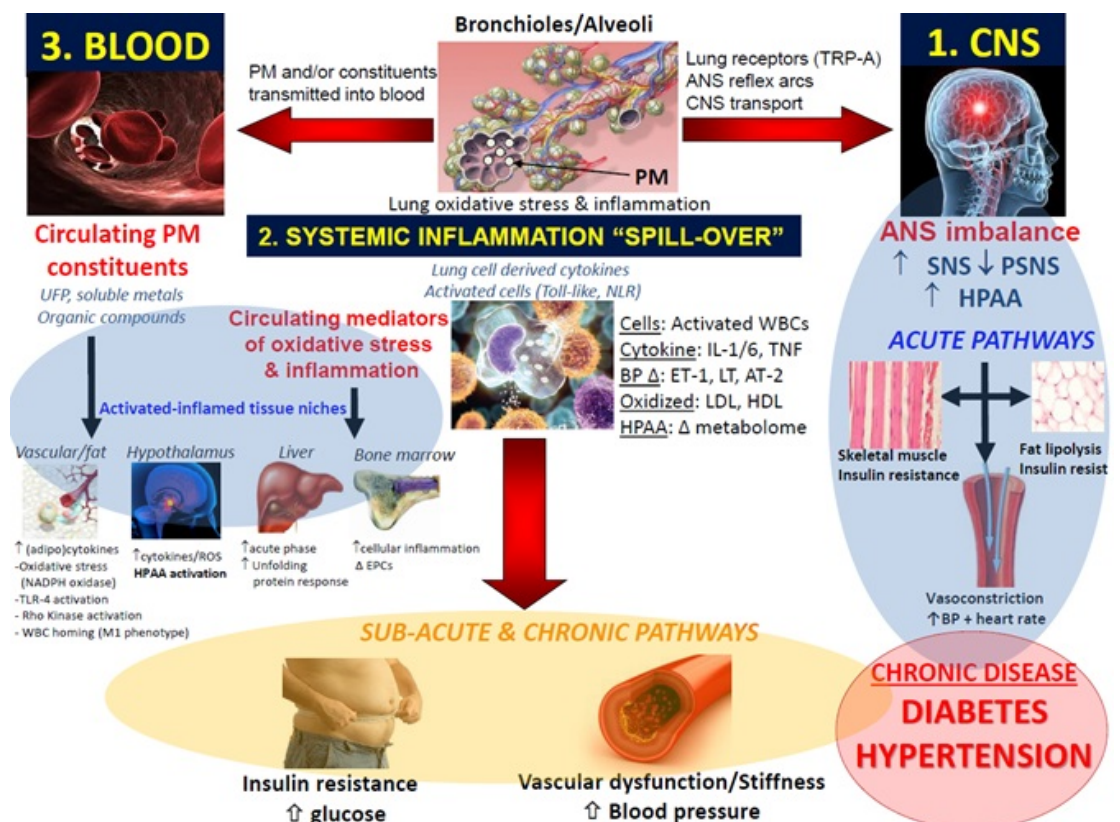 3. BLOOD
Bronchioles/Alveoli
1. CNS
PM and/or constituents
transmitted into blood
Lung receptors (TRP-A)
ANS reflex arcs
CNS transport
PM
Lung oxidative stress & inflammation
2. SYSTEMIC INFLAMMATION “SPILL-OVER”
Circulating PM
constituents
UFP, soluble metals
Organic compounds
Lung cell derived cytokines
Activated cells (Toll-like, NLR)
Circulating mediators
of oxidative stress
& inflammation
Cells: Activated WBCs
Cytokine: IL-1/6, TNF
BP Δ: ET-1, LT, AT-2
Oxidized: LDL, HDL
HPAA: Δ metabolome
ANS imbalance
↑ SNS ↓ PSNS
↑ HPAA
ACUTE PATHWAYS
Skeletal muscle
Insulin resistance
Fat lipolysis
Insulin resist
Vasoconstriction
↑BP + heart rate
Activated-inflamed tissue niches
Vascular/fat
↑ (adipo)cytokines
-Oxidative stress
(NADPH oxidase)
-TLR-4 activation
- Rho Kinase activation
- WBC homing (M1 phenotype)
Hypothalamus
↑cytokines/ROS
HPAA activation
Liver
↑acute phase
↑ Unfolding
protein response
Bone marrow
↑cellular inflammation
Δ EPCs
SUB-ACUTE & CHRONIC PATHWAYS
Insulin resistance
⇧ glucose
Vascular dysfunction/Stiffness
⇧ Blood pressure
CHRONIC DISEASE
DIABETES
HYPERTENSION